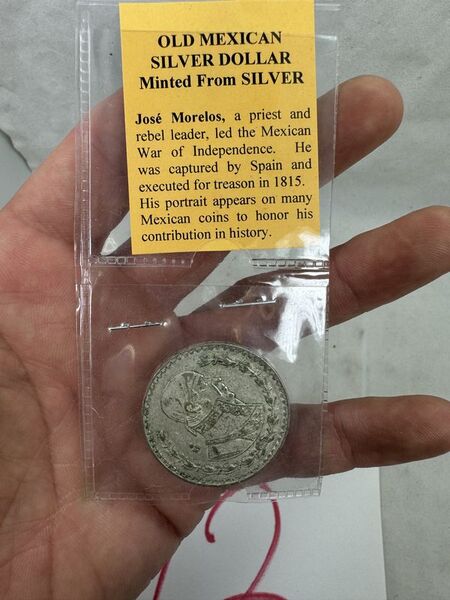 OLD MEXICAN
SILVER DOLLAR
Minted From SILVER
José Morelos, a priest and
rebel leader, led the Mexican
War of Independence. He
was captured by Spain and
executed for treason in 1815.
His portrait appears on many
Mexican coins to honor his
contribution in history.